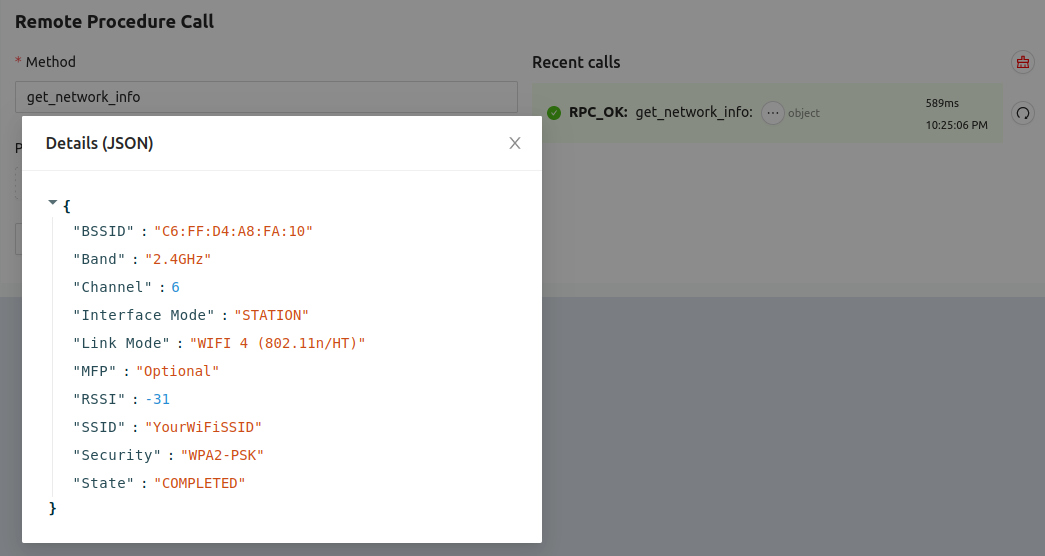 Remote Procedure Call
* Method
get_network_info
Recent calls
RPC_OK: get_network_info: ... object
589ms
10:25:06 PM
P
Details (JSON)
{
"BSSID" : "C6:FF:D4:A8:FA:10"
"Band" : "2.4GHz"
"Channel" : 6
"Interface Mode" : "STATION"
"Link Mode" : "WIFI 4 (802.11n/HT)"
"MFP" : "Optional"
"RSSI" : -31
"SSID" : "YourWiFiSSID"
"Security" : "WPA2-PSK"
"State" : "COMPLETED"
}